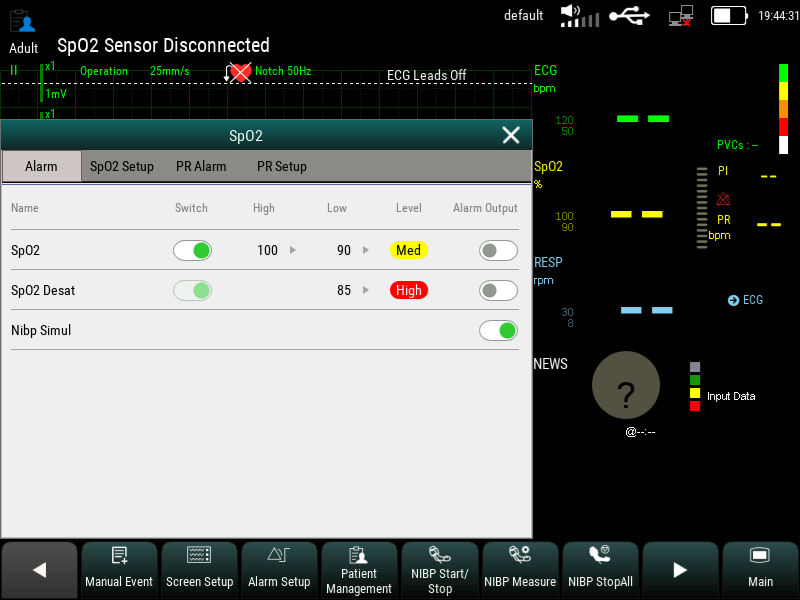 default
19:44:31
Adult
SpO2 Sensor Disconnected
II x1 Operation 25mm/s Notch 50Hz ECG Leads Off
1mV
x1
ECG
bpm
120
50
PVCs : --
SpO2
%
100
90
PI --
PR --
bpm
RESP
rpm
30
8
ECG
NEWS
?
Input Data
@--:--
SpO2
Alarm SpO2 Setup PR Alarm PR Setup
Name Switch High Low Level Alarm Output
SpO2 100 90 Med
SpO2 Desat 85 High
Nibp Simul
Manual Event
Screen Setup
Alarm Setup
Patient
Management
NIBP Start/
Stop
NIBP Measure
NIBP StopAll
Main